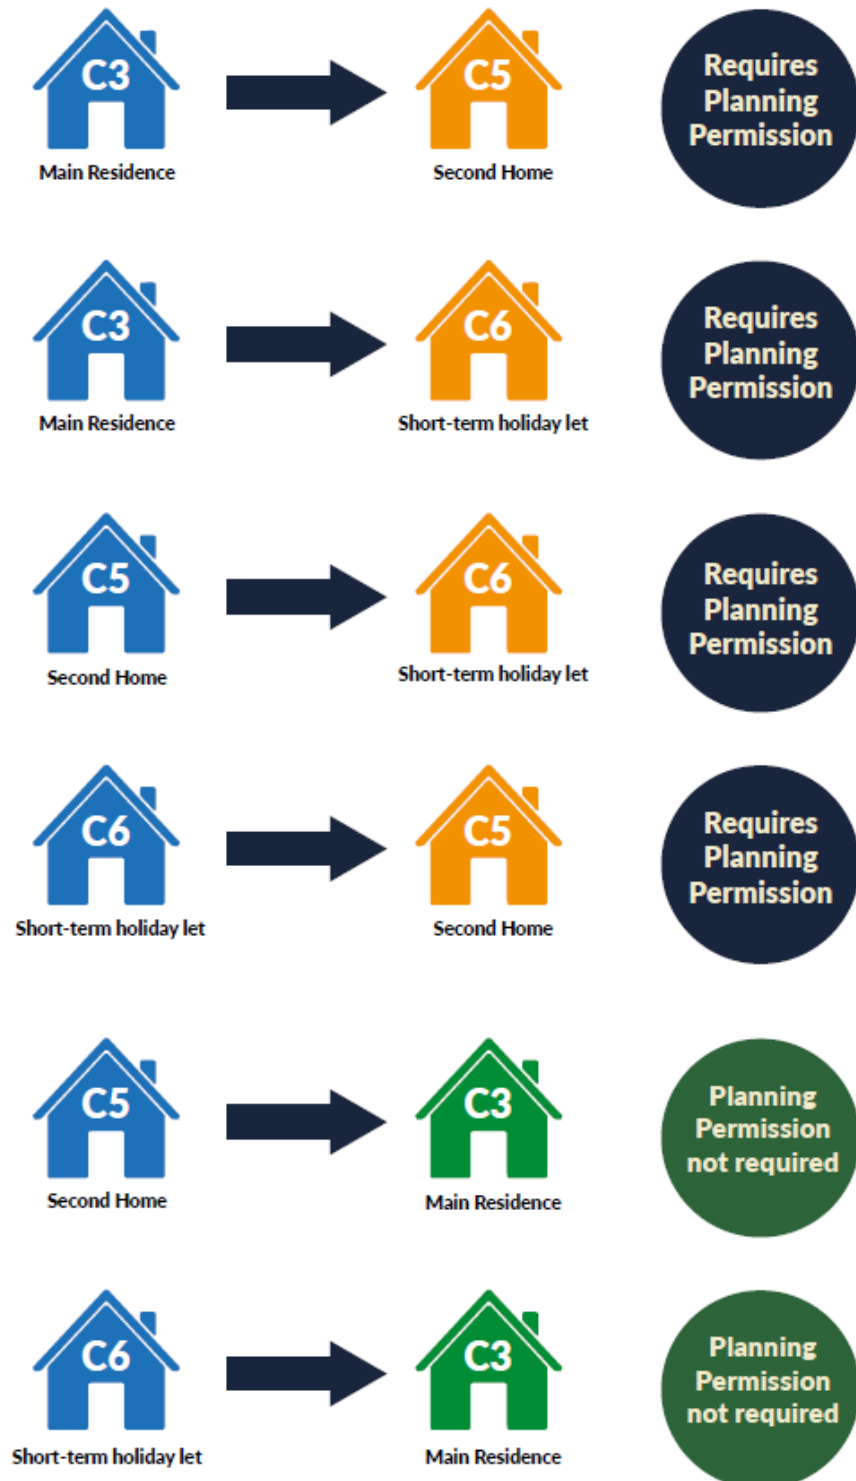 C3
C5
Requires
Planning
Permission
Main Residence
Second Home
C3
C6
Requires
Planning
Permission
Main Residence
Short-term holiday let
C5
C6
Requires
Planning
Permission
Second Home
Short-term holiday let
C6
C5
Requires
Planning
Permission
Short-term holiday let
Second Home
C5
C3
Planning
Permission
not required
Second Home
Main Residence
C6
C3
Planning
Permission
not required
Short-term holiday let
Main Residence